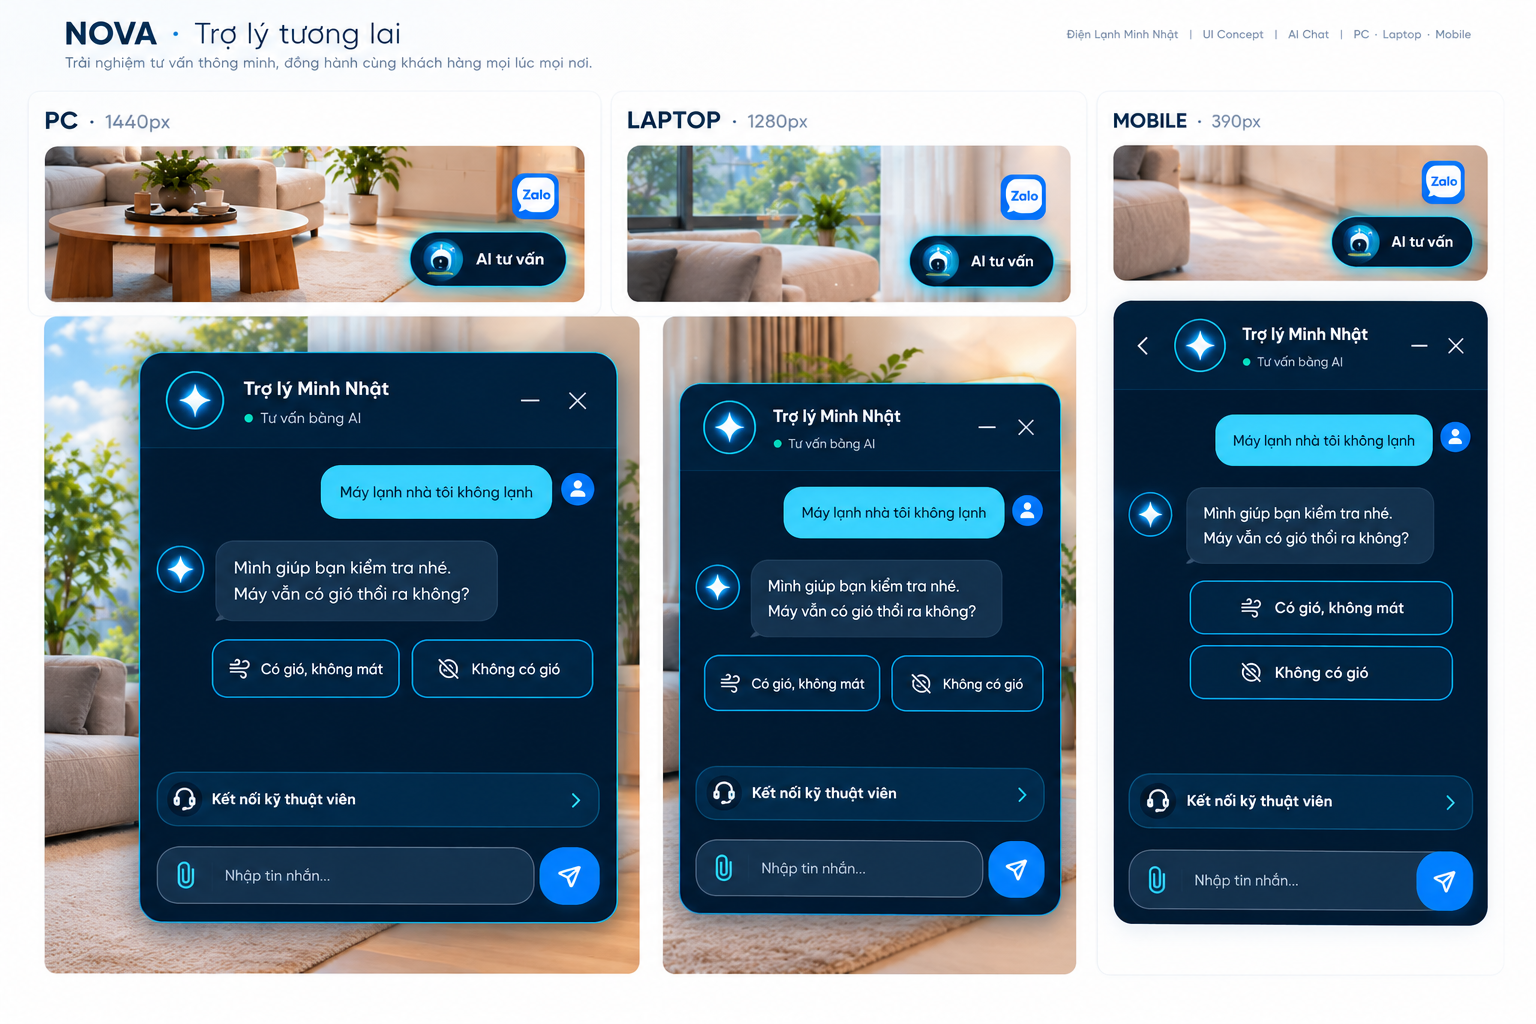 NOVA · Trợ lý tương lai
Trải nghiệm tư vấn thông minh, đồng hành cùng khách hàng mọi lúc mọi nơi.
Điện Lạnh Minh Nhật | UI Concept | AI Chat | PC · Laptop · Mobile
PC · 1440px
Zalo
AI tư vấn
Trợ lý Minh Nhật
Tư vấn bằng AI
Máy lạnh nhà tôi không lạnh
Mình giúp bạn kiểm tra nhé.
Máy vẫn có gió thổi ra không?
Có gió, không mát
Không có gió
Kết nối kỹ thuật viên
Nhập tin nhắn...
LAPTOP · 1280px
Zalo
AI tư vấn
Trợ lý Minh Nhật
Tư vấn bằng AI
Máy lạnh nhà tôi không lạnh
Mình giúp bạn kiểm tra nhé.
Máy vẫn có gió thổi ra không?
Có gió, không mát
Không có gió
Kết nối kỹ thuật viên
Nhập tin nhắn...
MOBILE · 390px
Zalo
AI tư vấn
Trợ lý Minh Nhật
Tư vấn bằng AI
Máy lạnh nhà tôi không lạnh
Mình giúp bạn kiểm tra nhé.
Máy vẫn có gió thổi ra không?
Có gió, không mát
Không có gió
Kết nối kỹ thuật viên
Nhập tin nhắn...